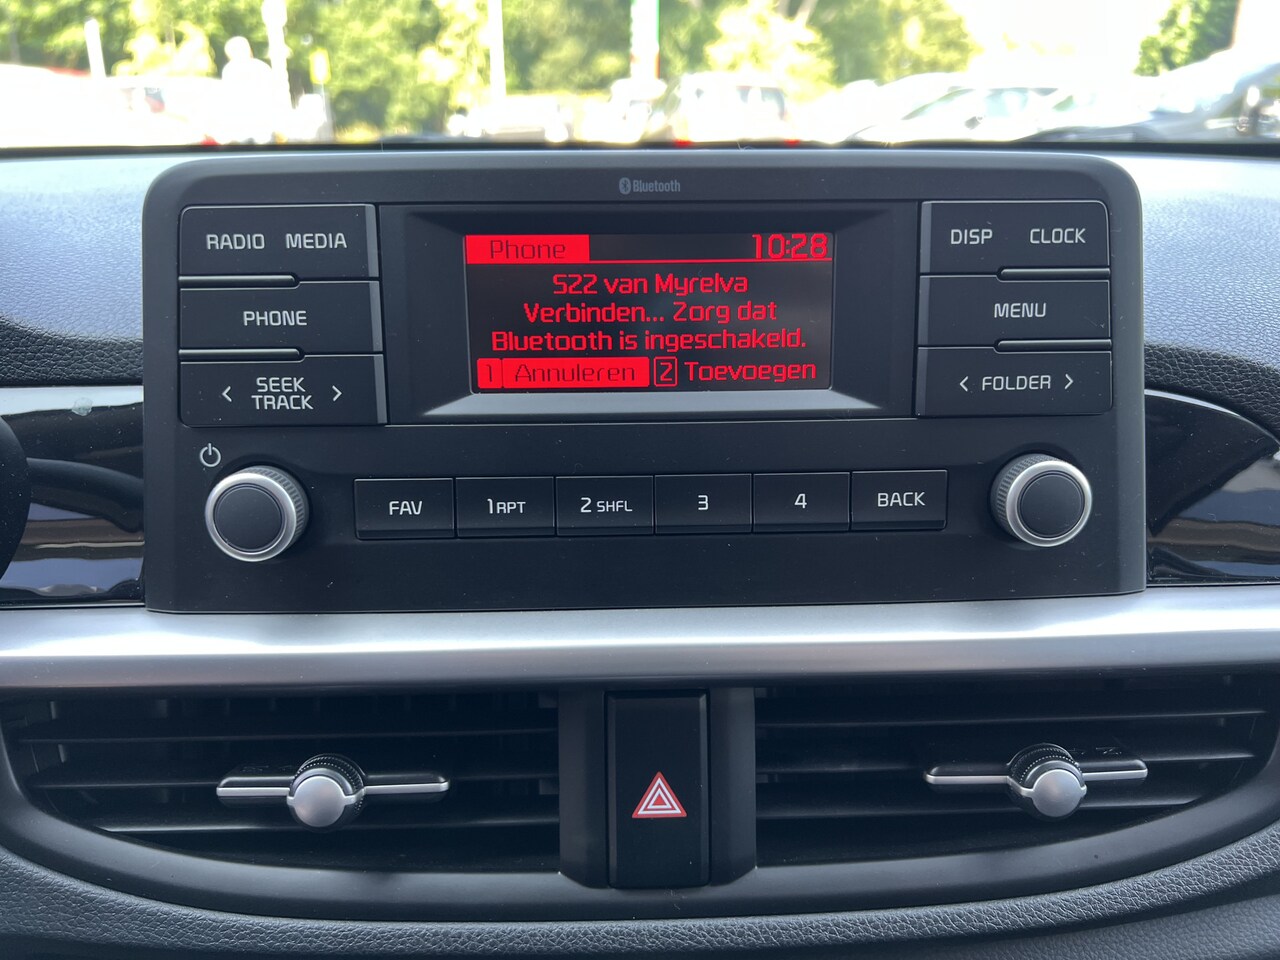 Bluetooth
RADIO MEDIA
PHONE
SEEK
TRACK
Phone 10:28
S22 van Myrelva
Verbinden... Zorg dat
Bluetooth is ingeschakeld.
1 Annuleren 2 Toevoegen
DISP CLOCK
MENU
FOLDER
FAV 1 RPT 2 SHFL 3 4 BACK